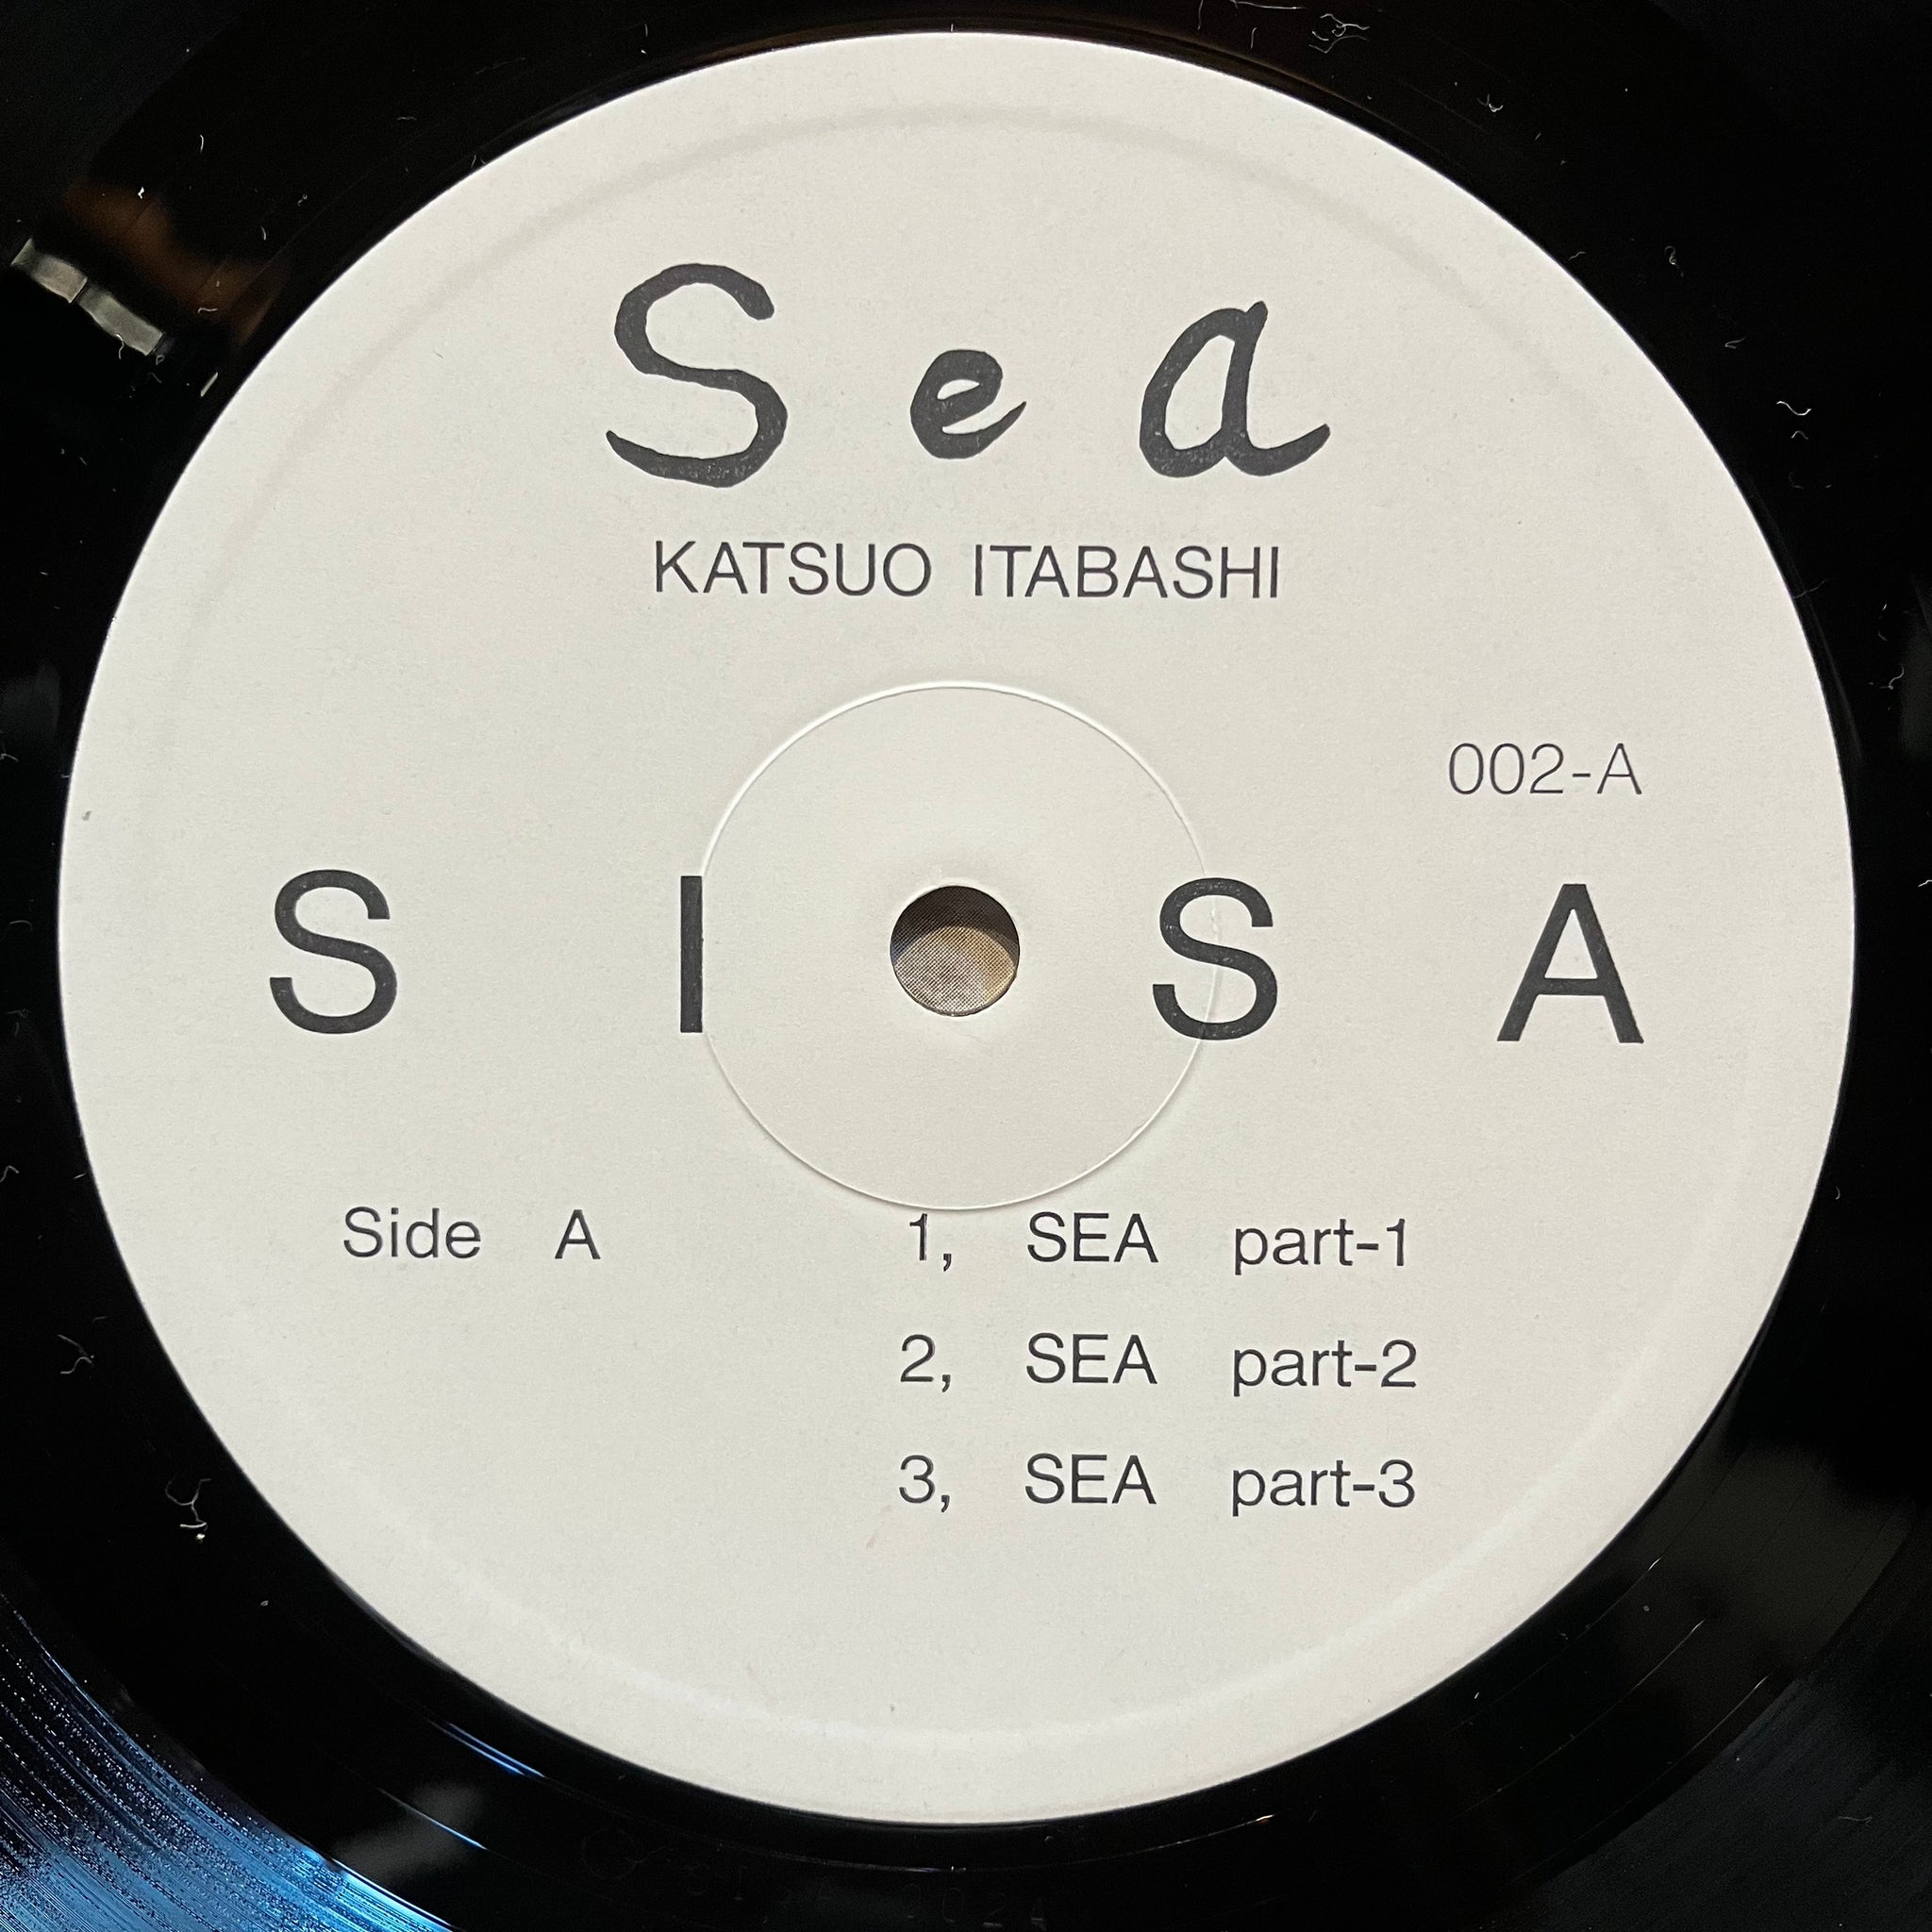 Sea
KATSUO ITABASHI
002-A
S I S A
Side A 1, SEA part-1
2, SEA part-2
3, SEA part-3